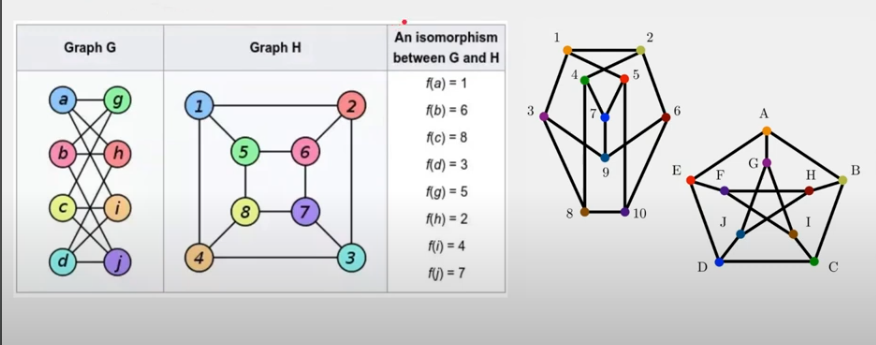 Graph G
Graph H
An isomorphism
between G and H
a
g
b
h
c
i
d
j
1
2
5
6
8
7
4
3
f(a) = 1
f(b) = 6
f(c) = 8
f(d) = 3
f(g) = 5
f(h) = 2
f(i) = 4
f(j) = 7
1
2
4
5
3
7
6
9
8
10
A
E
F
G
H
B
J
I
D
C